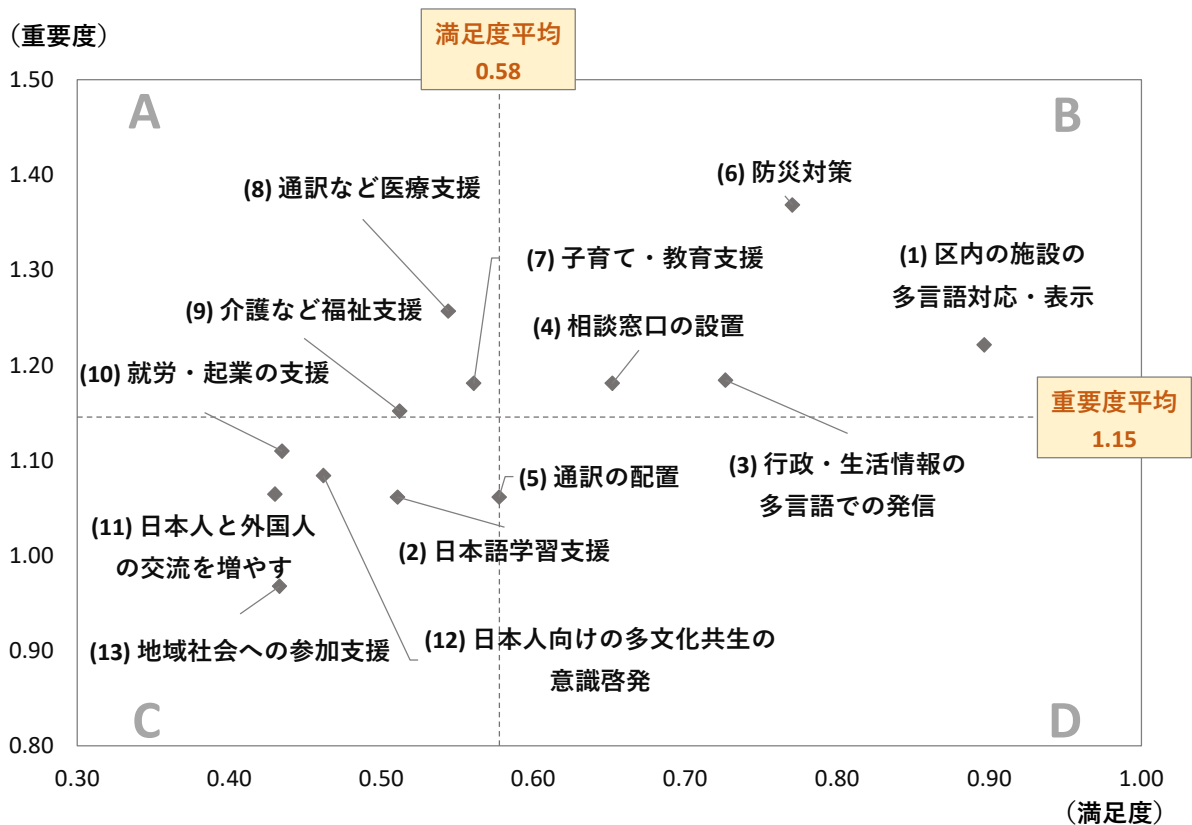 （重要度）
満足度平均
0.58
1.50
A
B
1.40
(6) 防災対策
(8) 通訳など医療支援
1.30
(7) 子育て・教育支援
(1) 区内の施設の
多言語対応・表示
(9) 介護など福祉支援
(4) 相談窓口の設置
1.20
(10) 就労・起業の支援
重要度平均
1.15
1.10
(5) 通訳の配置
(3) 行政・生活情報の
多言語での発信
(11) 日本人と外国人
の交流を増やす
(2) 日本語学習支援
1.00
0.90
(13) 地域社会への参加支援
(12) 日本人向けの多文化共生の
意識啓発
C
D
0.80
0.30
0.40
0.50
0.60
0.70
0.80
0.90
1.00
（満足度）